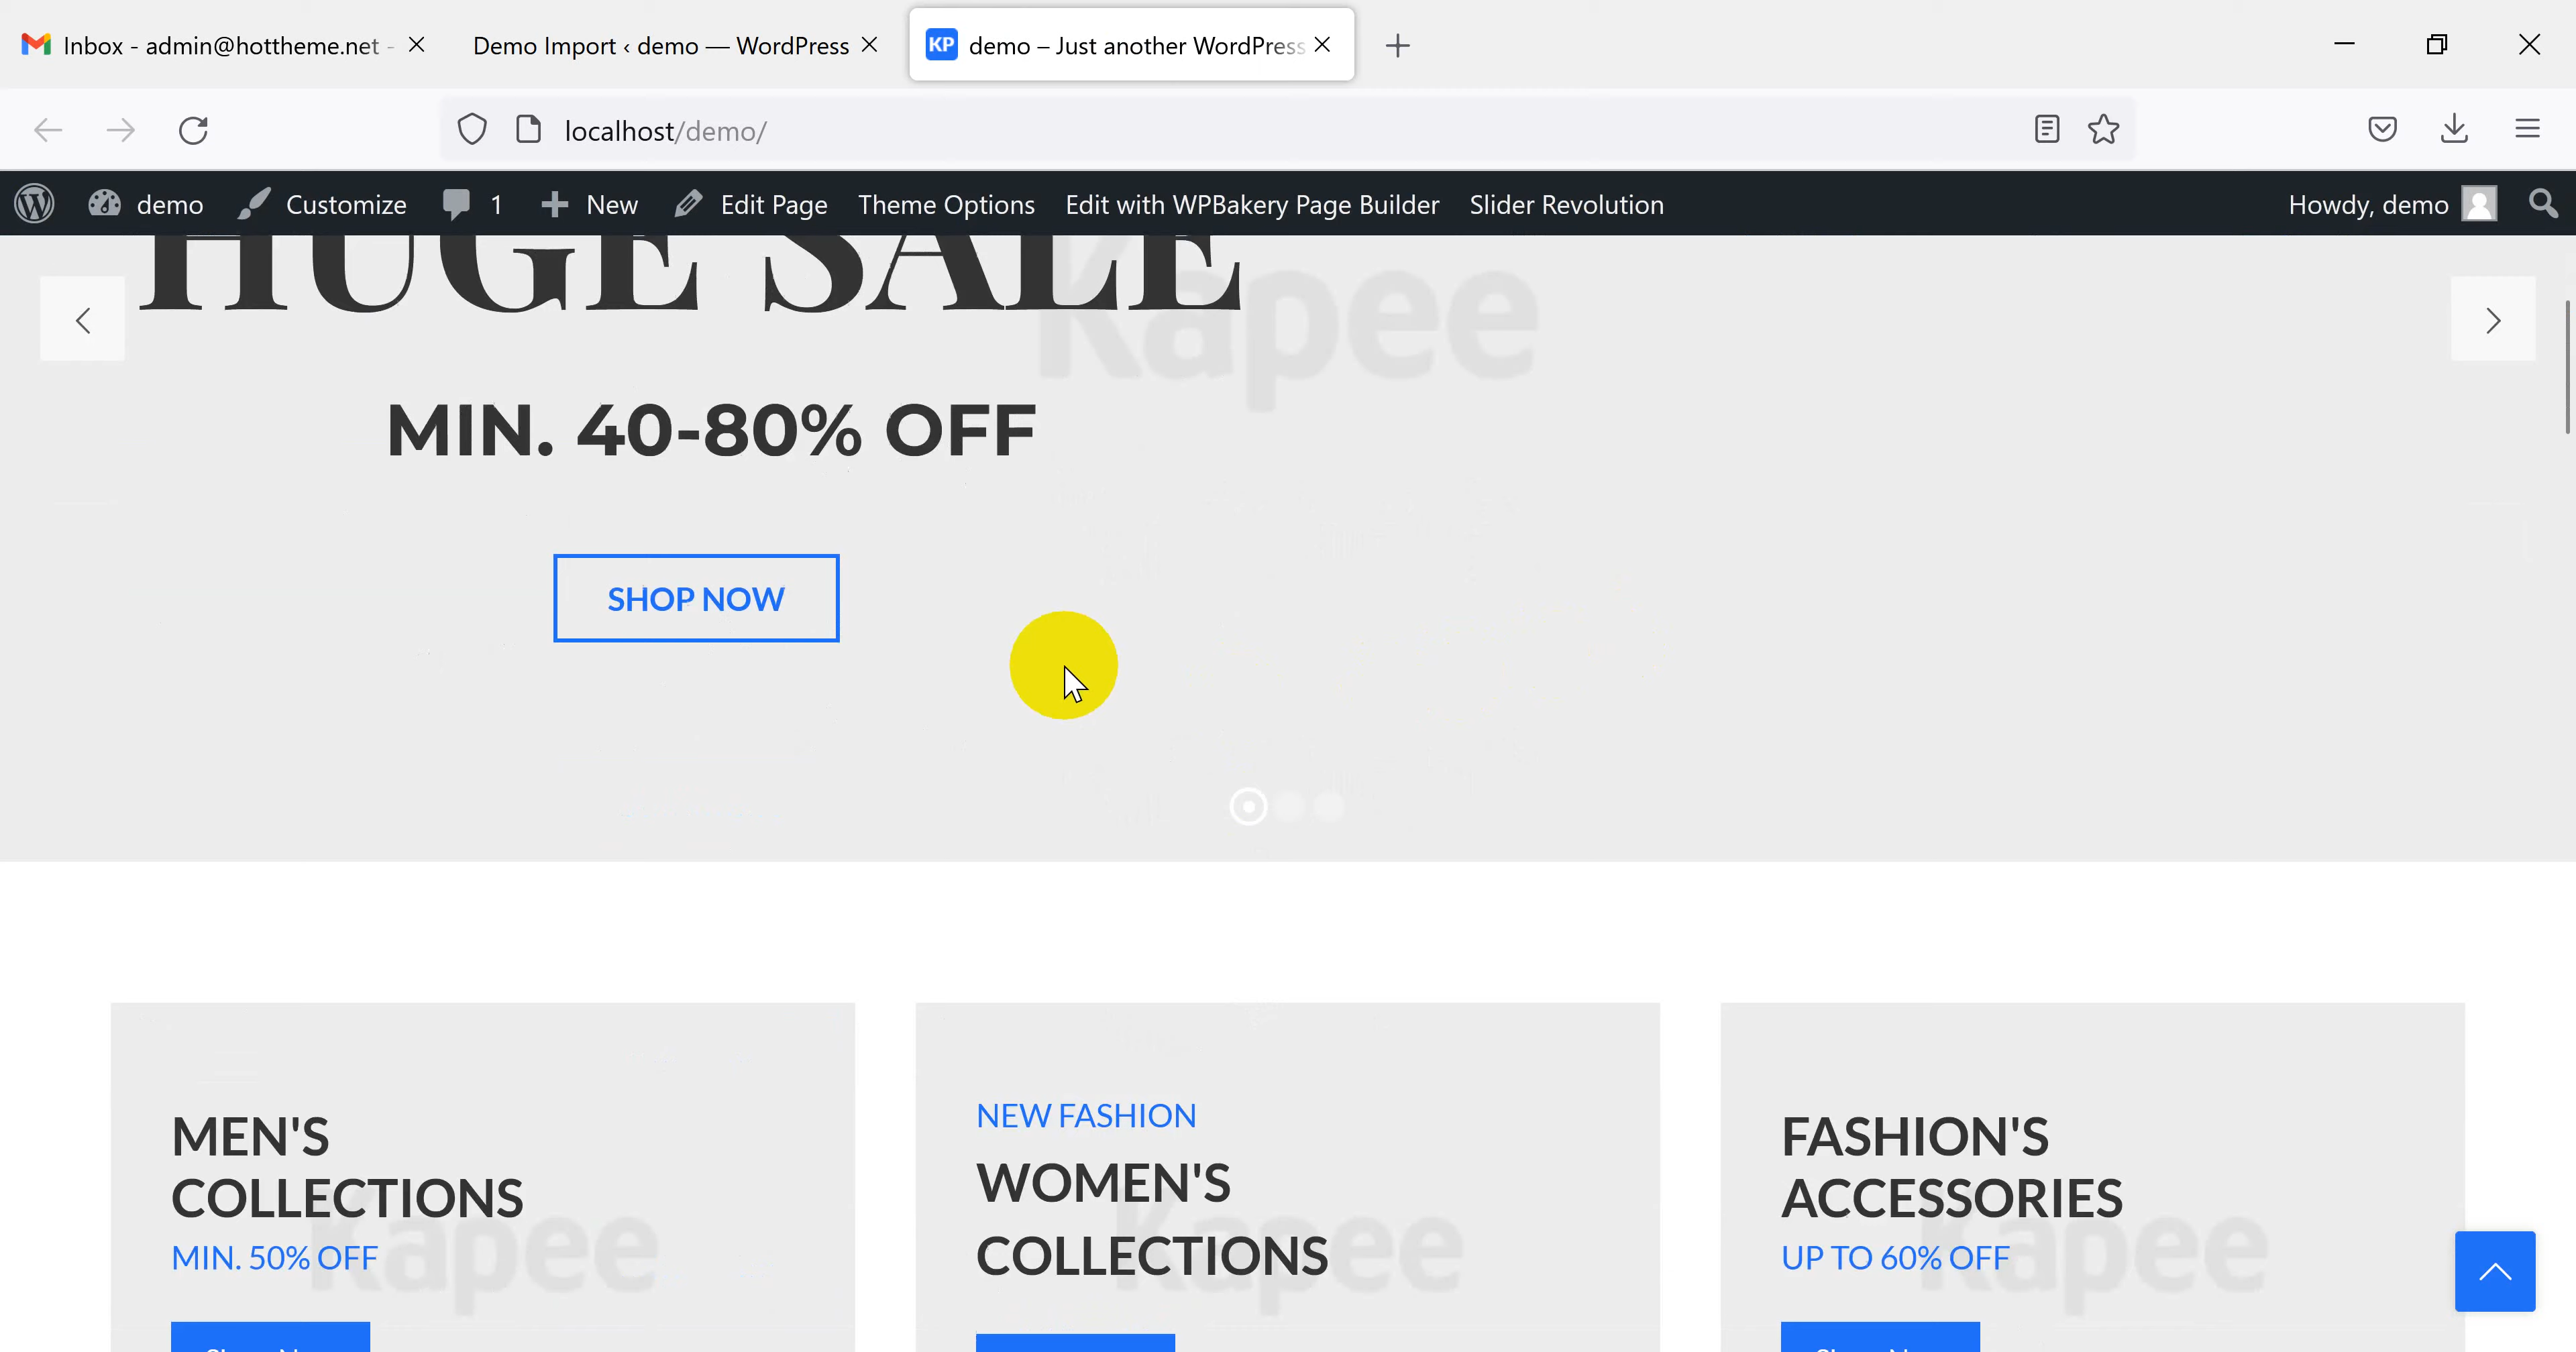 Inbox - admin@hottheme.net -
Demo Import ‹ demo — WordPress
KP demo – Just another WordPress
localhost/demo/
demo Customize 1 New Edit Page Theme Options Edit with WPBakery Page Builder Slider Revolution Howdy, demo
HUGE SALE
Kapee
MIN. 40-80% OFF
SHOP NOW
MEN'S
COLLECTIONS
MIN. 50% OFF
Kapee
NEW FASHION
WOMEN'S
COLLECTIONS
Kapee
FASHION'S
ACCESSORIES
UP TO 60% OFF
Kapee